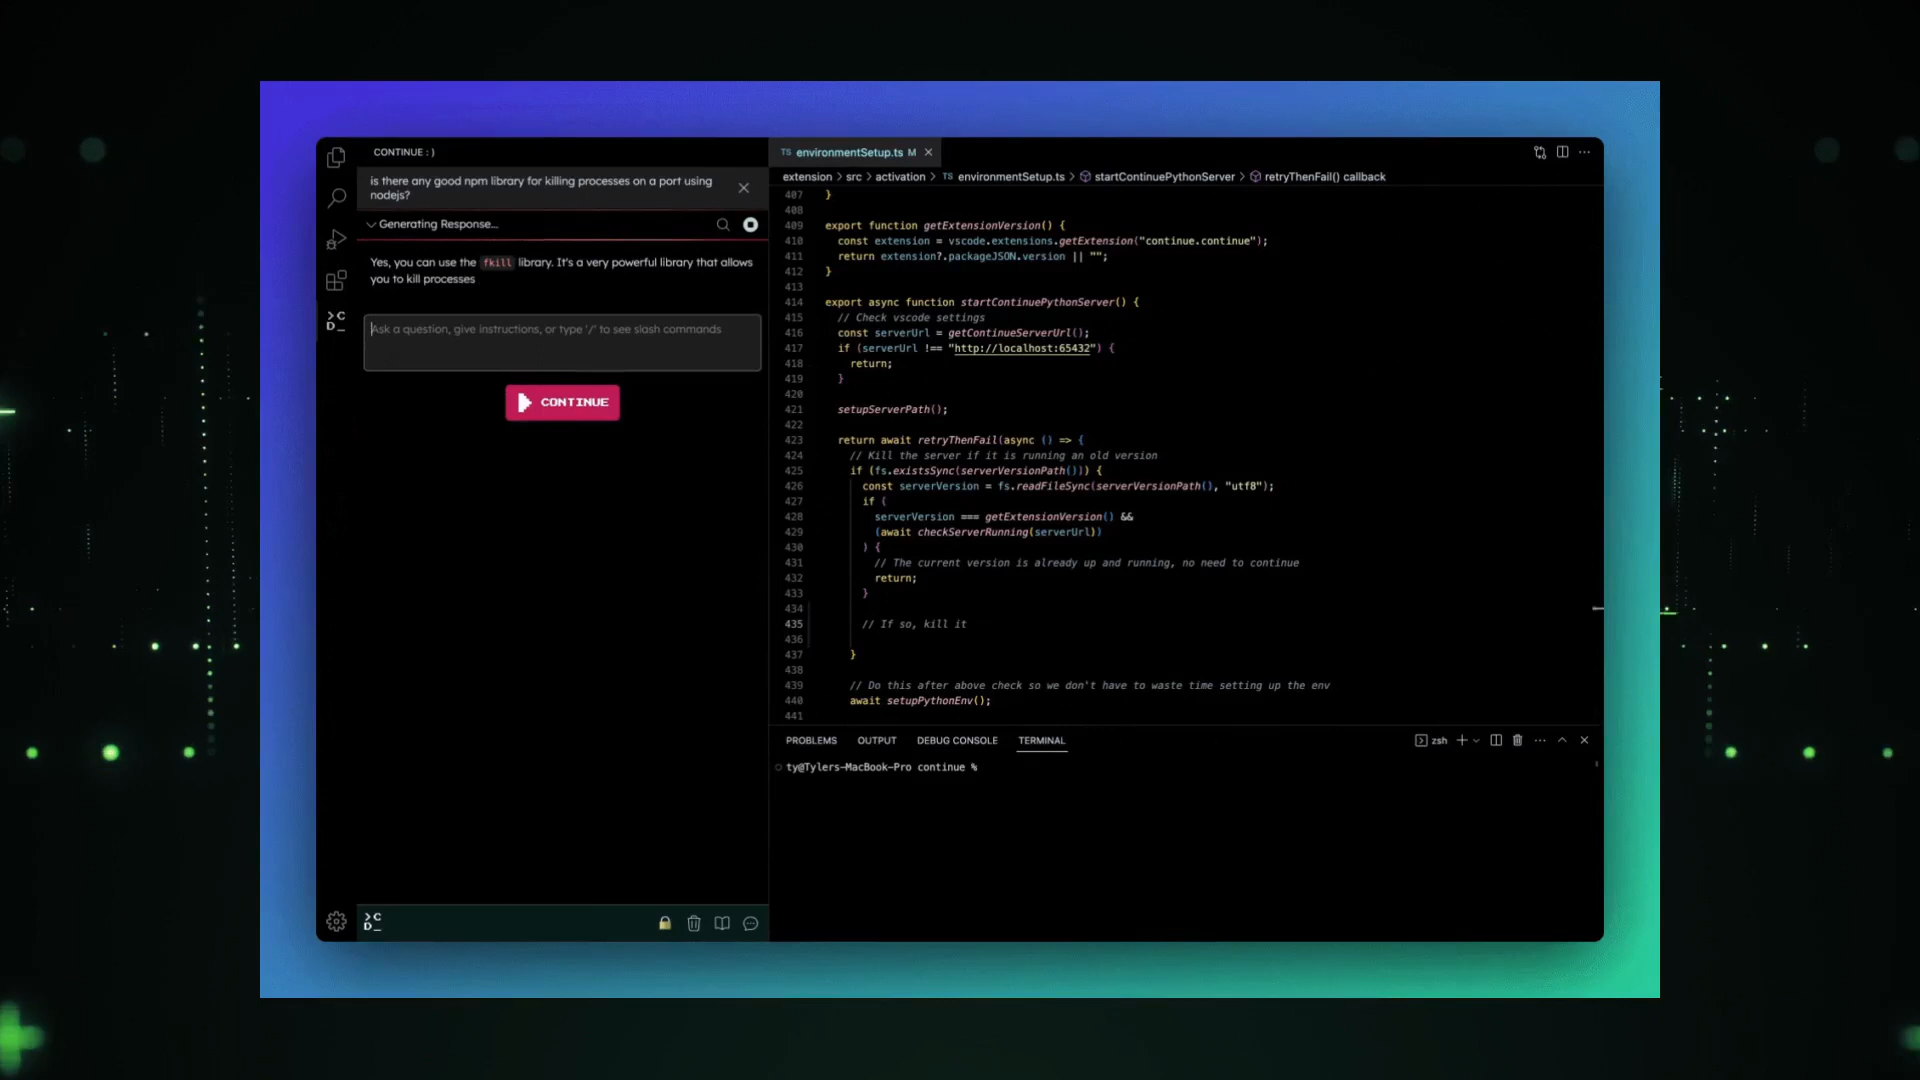 CONTINUE : )
is there any good npm library for killing processes on a port using
nodejs?
Generating Response...
Yes, you can use the fkill library. It's a very powerful library that allows
you to kill processes
Ask a question, give instructions, or type '/' to see slash commands
CONTINUE
>C
D_
>C
D_
TS environmentSetup.ts M
extension > src > activation > TS environmentSetup.ts > startContinuePythonServer > retryThenFail() callback
407 }
408
409 export function getExtensionVersion() {
410 const extension = vscode.extensions.getExtension("continue.continue");
411 return extension?.packageJSON.version || "";
412 }
413
414 export async function startContinuePythonServer() {
415 // Check vscode settings
416 const serverUrl = getContinueServerUrl();
417 if (serverUrl !== "http://localhost:65432") {
418 return;
419 }
420
421 setupServerPath();
422
423 return await retryThenFail(async () => {
424 // Kill the server if it is running an old version
425 if (fs.existsSync(serverVersionPath())) {
426 const serverVersion = fs.readFileSync(serverVersionPath(), "utf8");
427 if (
428 serverVersion === getExtensionVersion() &&
429 (await checkServerRunning(serverUrl))
430 ) {
431 // The current version is already up and running, no need to continue
432 return;
433 }
434
435 // If so, kill it
436
437 }
438
439 // Do this after above check so we don't have to waste time setting up the env
440 await setupPythonEnv();
441
PROBLEMS OUTPUT DEBUG CONSOLE TERMINAL zsh
ty@Tylers-MacBook-Pro continue %